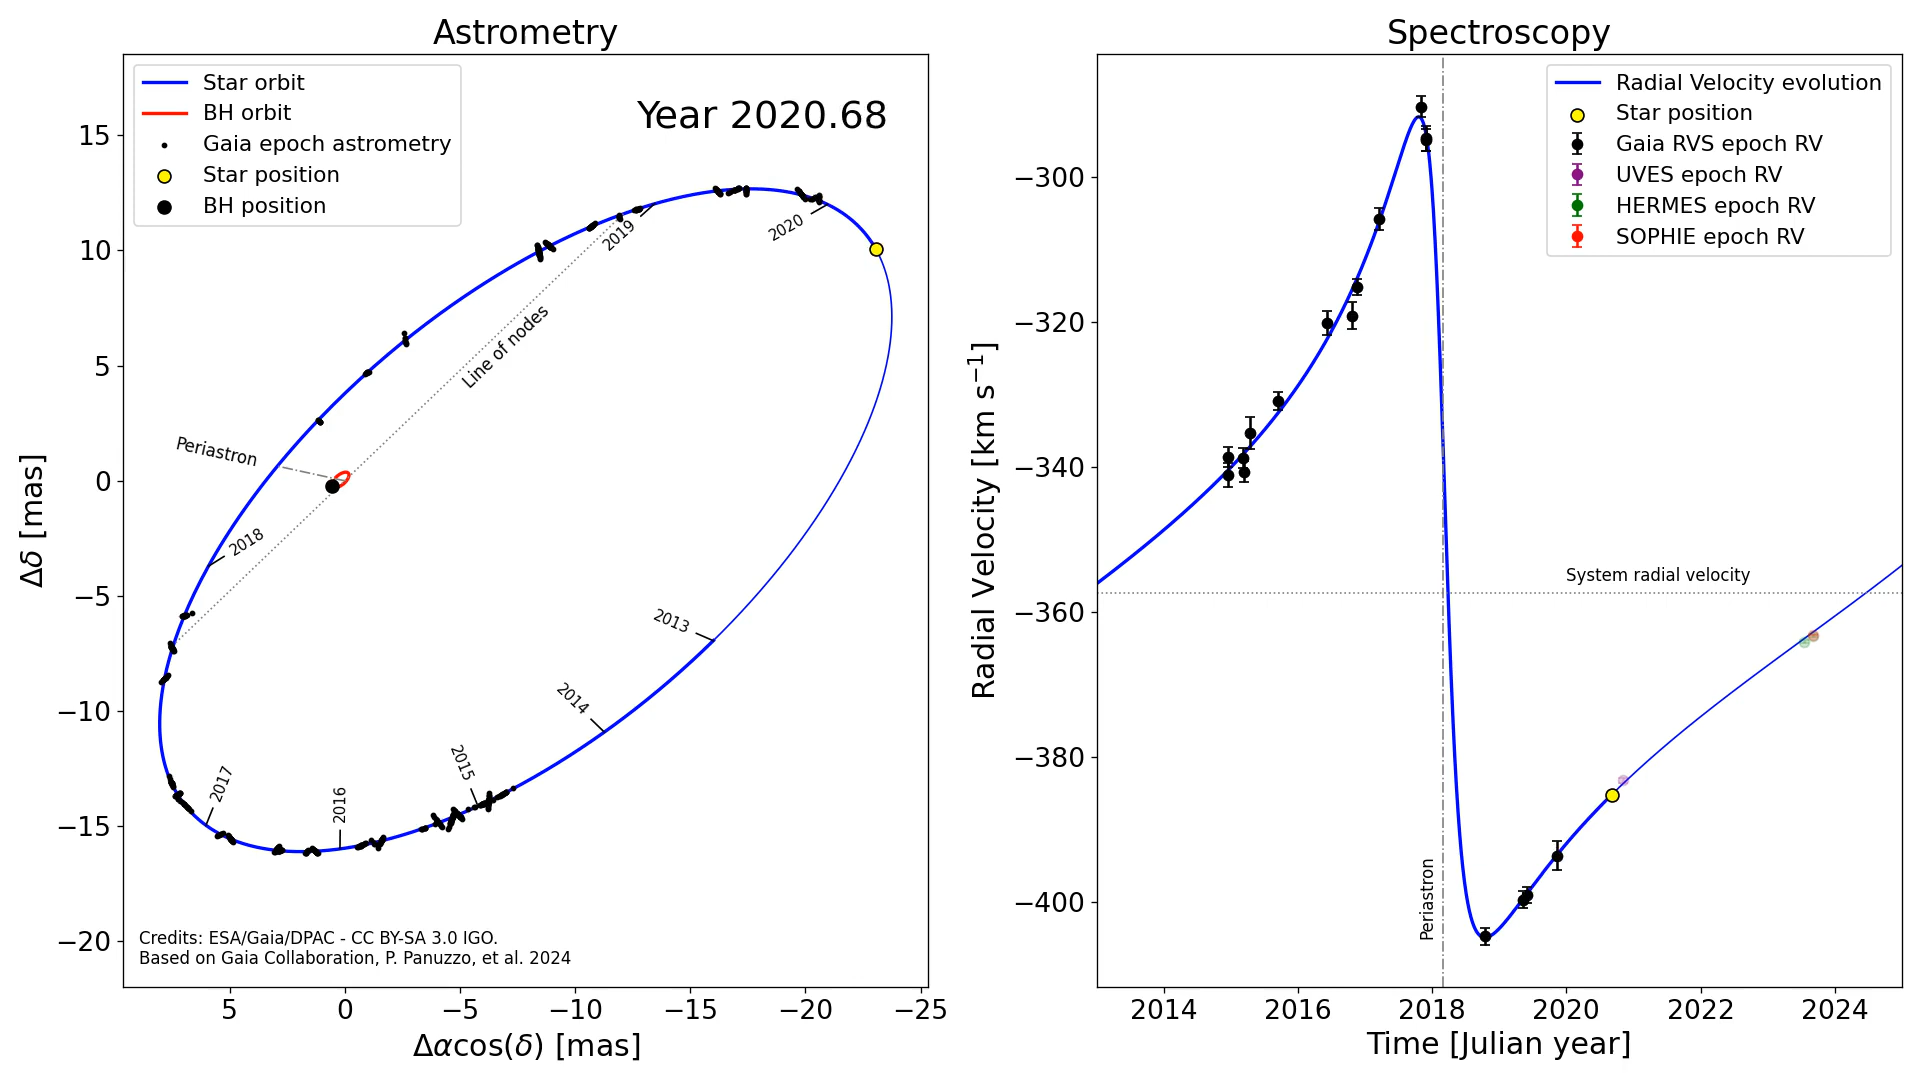 Astrometry
Star orbit
BH orbit
Gaia epoch astrometry
Star position
BH position
Year 2020.68
15
10
5
0
−5
−10
−15
−20
Δδ [mas]
2019
2020
Line of nodes
Periastron
2018
2013
2014
2015
2016
2017
Credits: ESA/Gaia/DPAC - CC BY-SA 3.0 IGO.
Based on Gaia Collaboration, P. Panuzzo, et al. 2024
5
0
−5
−10
−15
−20
−25
Δαcos(δ) [mas]
Spectroscopy
Radial Velocity evolution
Star position
Gaia RVS epoch RV
UVES epoch RV
HERMES epoch RV
SOPHIE epoch RV
−300
−320
−340
−360
−380
−400
Radial Velocity [km s⁻¹]
System radial velocity
Periastron
2014
2016
2018
2020
2022
2024
Time [Julian year]